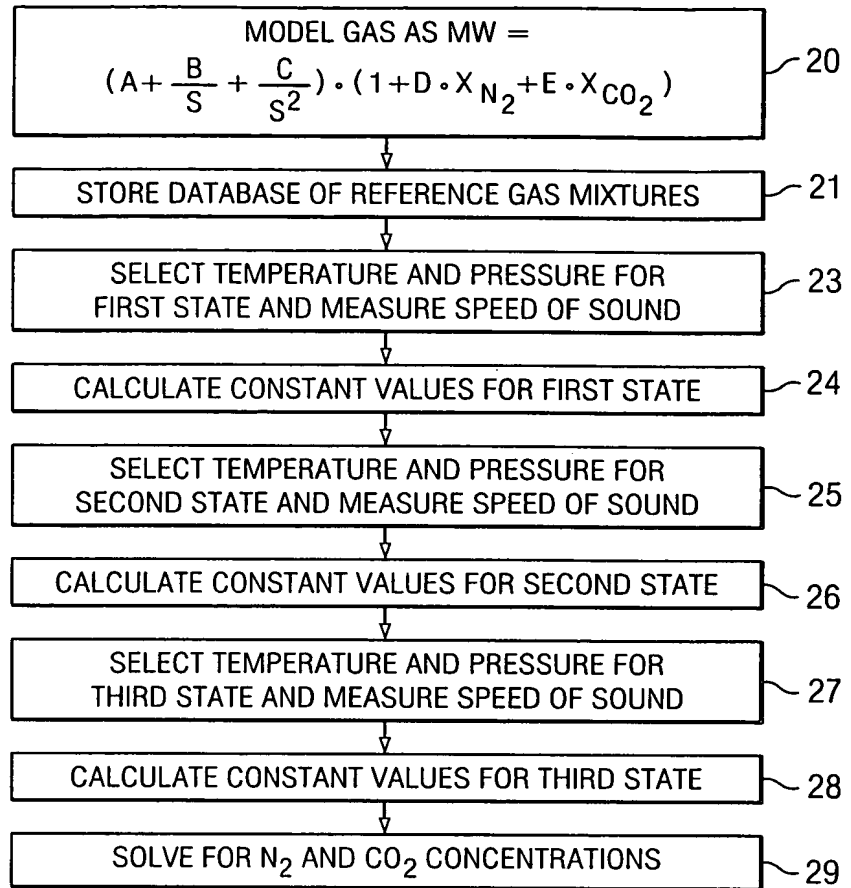 MODEL GAS AS MW =
(A + B/S + C/S²) • (1+D • X_N₂ + E • X_CO₂)
20
STORE DATABASE OF REFERENCE GAS MIXTURES
21
SELECT TEMPERATURE AND PRESSURE FOR
FIRST STATE AND MEASURE SPEED OF SOUND
23
CALCULATE CONSTANT VALUES FOR FIRST STATE
24
SELECT TEMPERATURE AND PRESSURE FOR
SECOND STATE AND MEASURE SPEED OF SOUND
25
CALCULATE CONSTANT VALUES FOR SECOND STATE
26
SELECT TEMPERATURE AND PRESSURE FOR
THIRD STATE AND MEASURE SPEED OF SOUND
27
CALCULATE CONSTANT VALUES FOR THIRD STATE
28
SOLVE FOR N₂ AND CO₂ CONCENTRATIONS
29